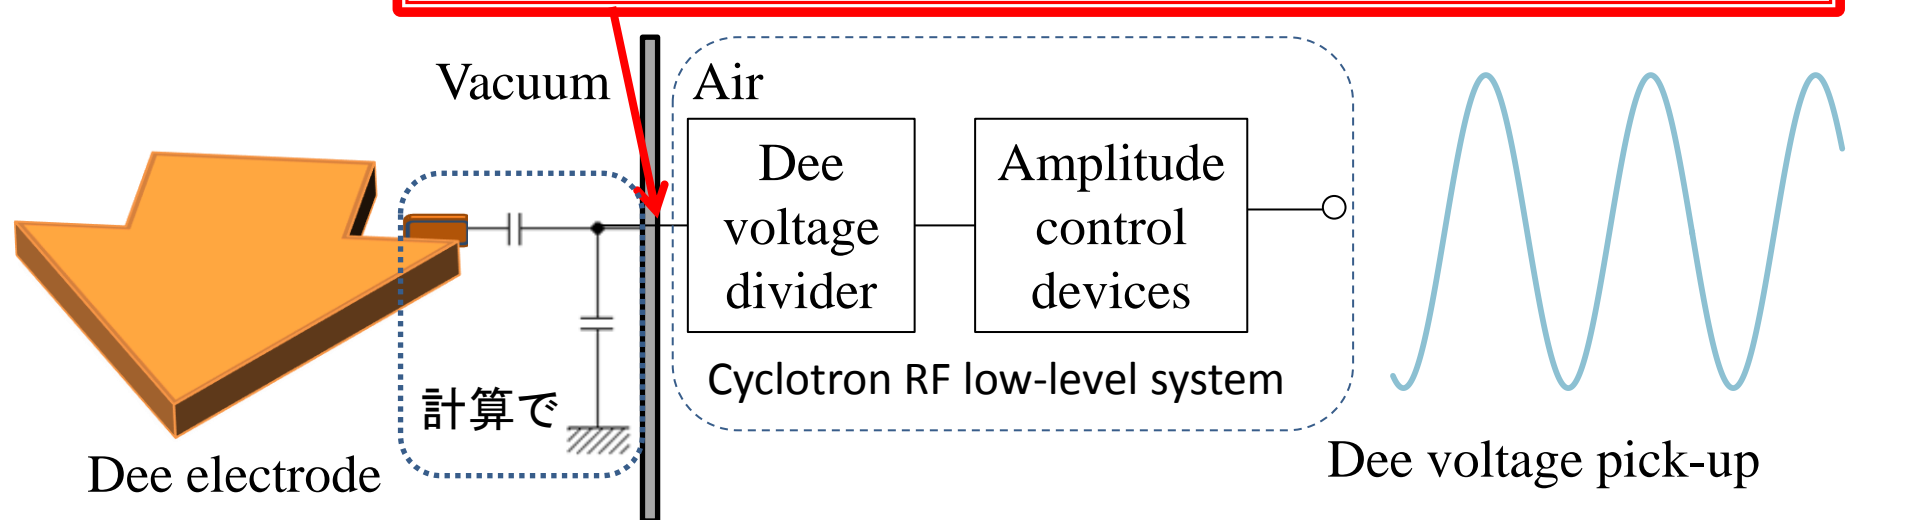 Vacuum
Air
Dee
voltage
divider
Amplitude
control
devices
Cyclotron RF low-level system
計算で
Dee electrode
Dee voltage pick-up